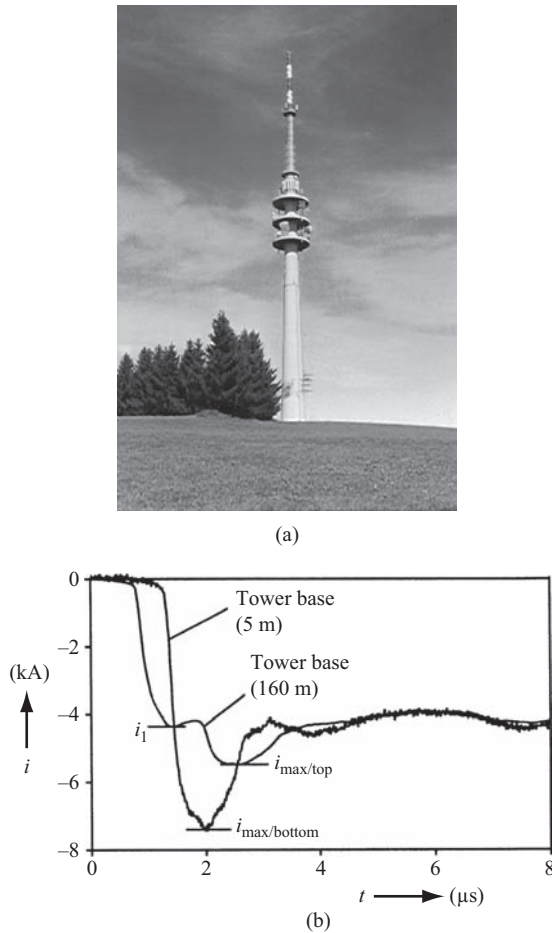 (a)
0
Tower base
(5 m)
−2
(kA)
Tower base
(160 m)
−4
i1
i
imax/top
−6
imax/bottom
−8
0
2
4
6
8
t
(μs)
(b)